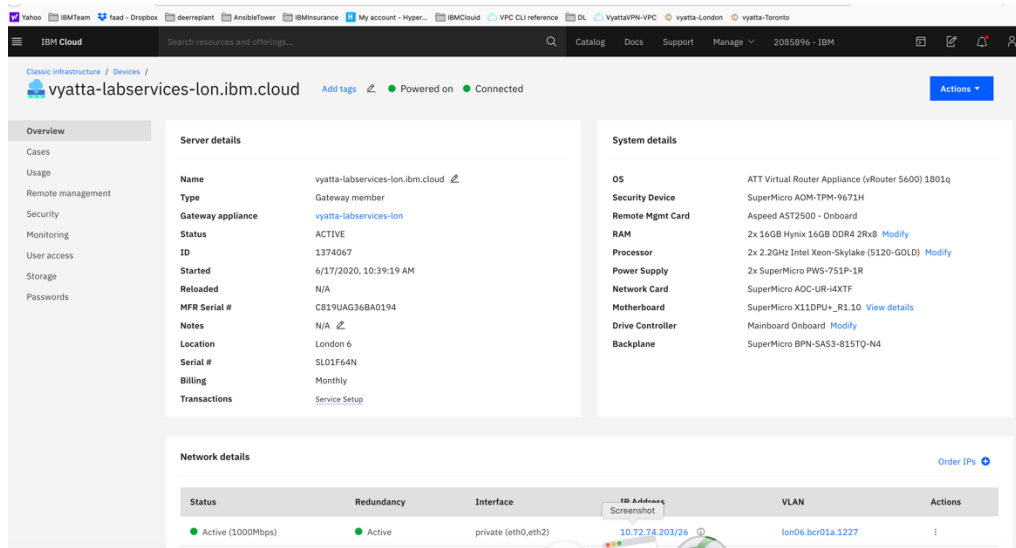 Yahoo IBMTeam faad - Dropbox deerreplant AnsibleTower IBMInsurance My account - Hyper... IBMClouid VPC CLI reference DL VyattaVPN-VPC vyatta-London vyatta-Toronto
IBM Cloud Search resources and offerings... Catalog Docs Support Manage 2085896 - IBM
Classic infrastructure / Devices /
vyatta-labservices-lon.ibm.cloud Add tags Powered on Connected Actions
Overview
Cases
Usage
Remote management
Security
Monitoring
User access
Storage
Passwords
Server details
Name vyatta-labservices-lon.ibm.cloud
Type Gateway member
Gateway appliance vyatta-labservices-lon
Status ACTIVE
ID 1374067
Started 6/17/2020, 10:39:19 AM
Reloaded N/A
MFR Serial # C819UAG36BA0194
Notes N/A
Location London 6
Serial # SL01F64N
Billing Monthly
Transactions Service Setup
System details
OS ATT Virtual Router Appliance (vRouter 5600) 1801q
Security Device SuperMicro AOM-TPM-9671H
Remote Mgmt Card Aspeed AST2500 - Onboard
RAM 2x 16GB Hynix 16GB DDR4 2Rx8 Modify
Processor 2x 2.2GHz Intel Xeon-Skylake (5120-GOLD) Modify
Power Supply 2x SuperMicro PWS-751P-1R
Network Card SuperMicro AOC-UR-i4XTF
Motherboard SuperMicro X11DPU+_R1.10 View details
Drive Controller Mainboard Onboard Modify
Backplane SuperMicro BPN-SAS3-815TQ-N4
Network details Order IPs
Status Redundancy Interface IP Address VLAN Actions
Screenshot
Active (1000Mbps) Active private (eth0,eth2) 10.72.74.203/26 lon06.bcr01a.1227